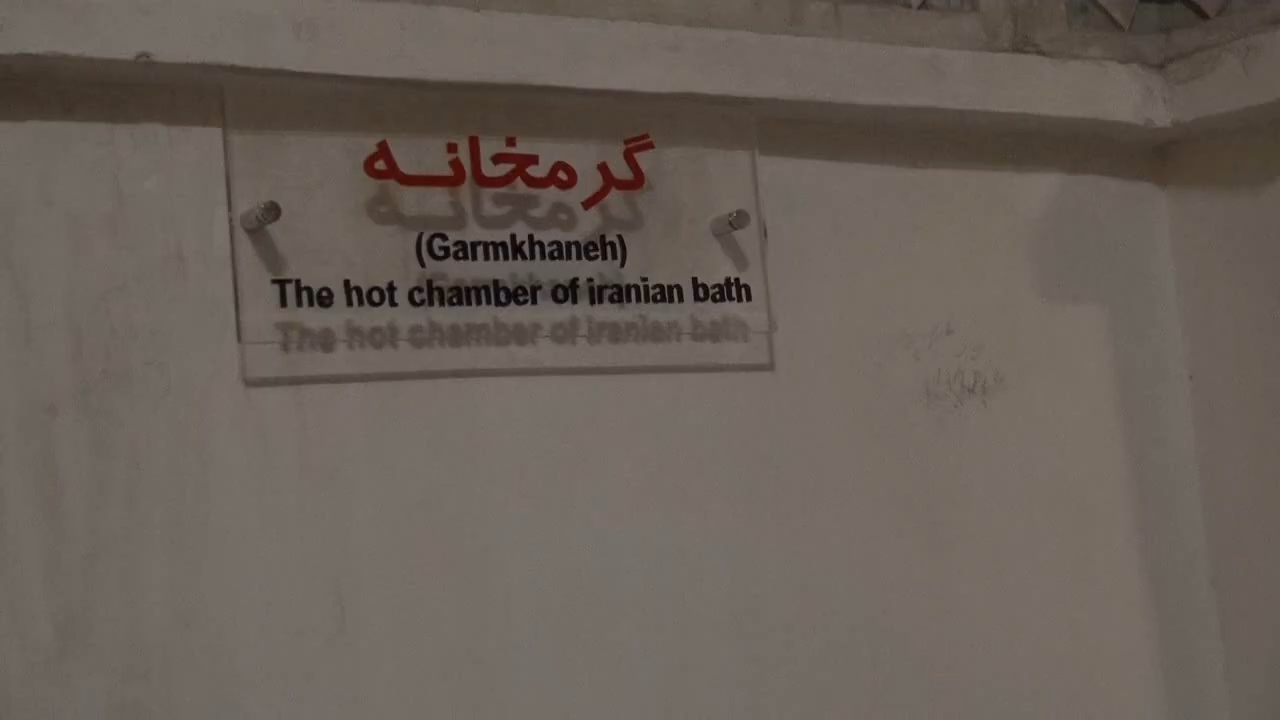 گرمخانه
(Garmkhaneh)
The hot chamber of iranian bath